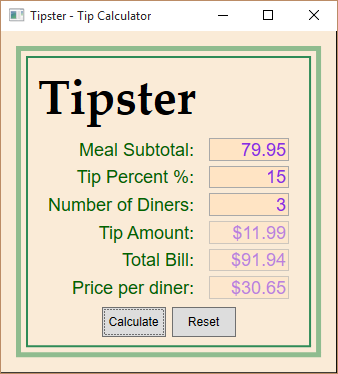 Tipster - Tip Calculator
Tipster
Meal Subtotal: 79.95
Tip Percent %: 15
Number of Diners: 3
Tip Amount: $11.99
Total Bill: $91.94
Price per diner: $30.65
Calculate Reset